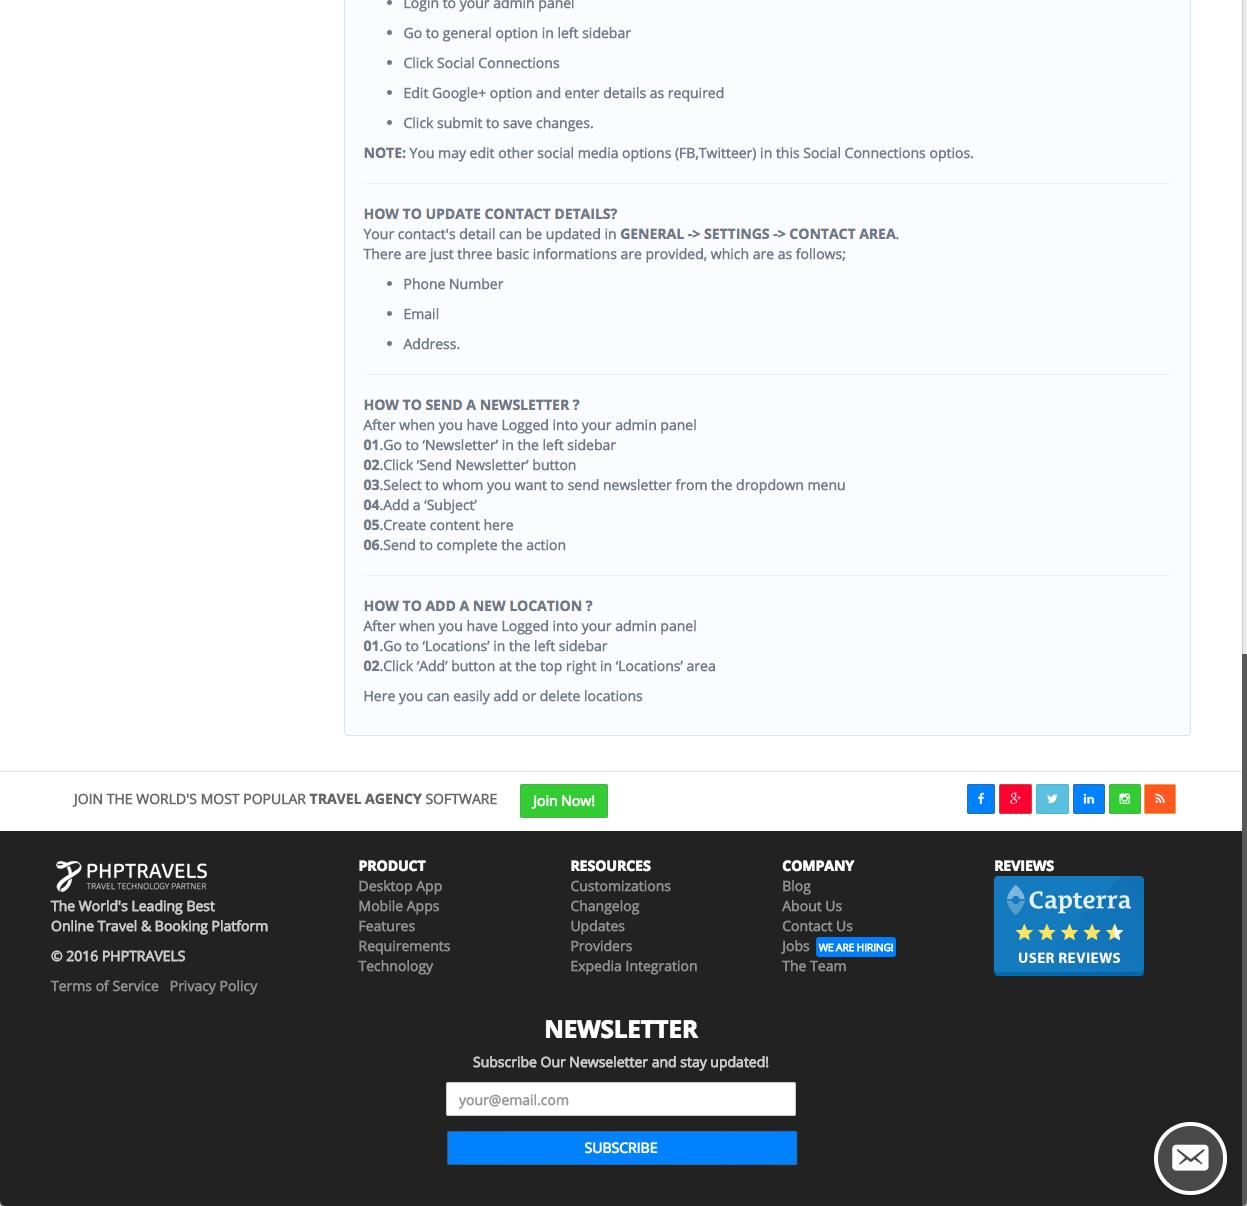 Login to your admin panel
Go to general option in left sidebar
Click Social Connections
Edit Google+ option and enter details as required
Click submit to save changes.
NOTE: You may edit other social media options (FB,Twitteer) in this Social Connections optios.
HOW TO UPDATE CONTACT DETAILS?
Your contact's detail can be updated in GENERAL -> SETTINGS -> CONTACT AREA.
There are just three basic informations are provided, which are as follows;
Phone Number
Email
Address.
HOW TO SEND A NEWSLETTER ?
After when you have Logged into your admin panel
01.Go to ‘Newsletter’ in the left sidebar
02.Click ‘Send Newsletter’ button
03.Select to whom you want to send newsletter from the dropdown menu
04.Add a ‘Subject’
05.Create content here
06.Send to complete the action
HOW TO ADD A NEW LOCATION ?
After when you have Logged into your admin panel
01.Go to ‘Locations’ in the left sidebar
02.Click ‘Add’ button at the top right in ‘Locations’ area
Here you can easily add or delete locations
JOIN THE WORLD'S MOST POPULAR TRAVEL AGENCY SOFTWARE
Join Now!
PHPTRAVELS
TRAVEL TECHNOLOGY PARTNER
The World's Leading Best
Online Travel & Booking Platform
© 2016 PHPTRAVELS
Terms of Service Privacy Policy
PRODUCT
Desktop App
Mobile Apps
Features
Requirements
Technology
RESOURCES
Customizations
Changelog
Updates
Providers
Expedia Integration
COMPANY
Blog
About Us
Contact Us
Jobs WE ARE HIRING!
The Team
REVIEWS
Capterra
USER REVIEWS
NEWSLETTER
Subscribe Our Newseletter and stay updated!
your@email.com
SUBSCRIBE